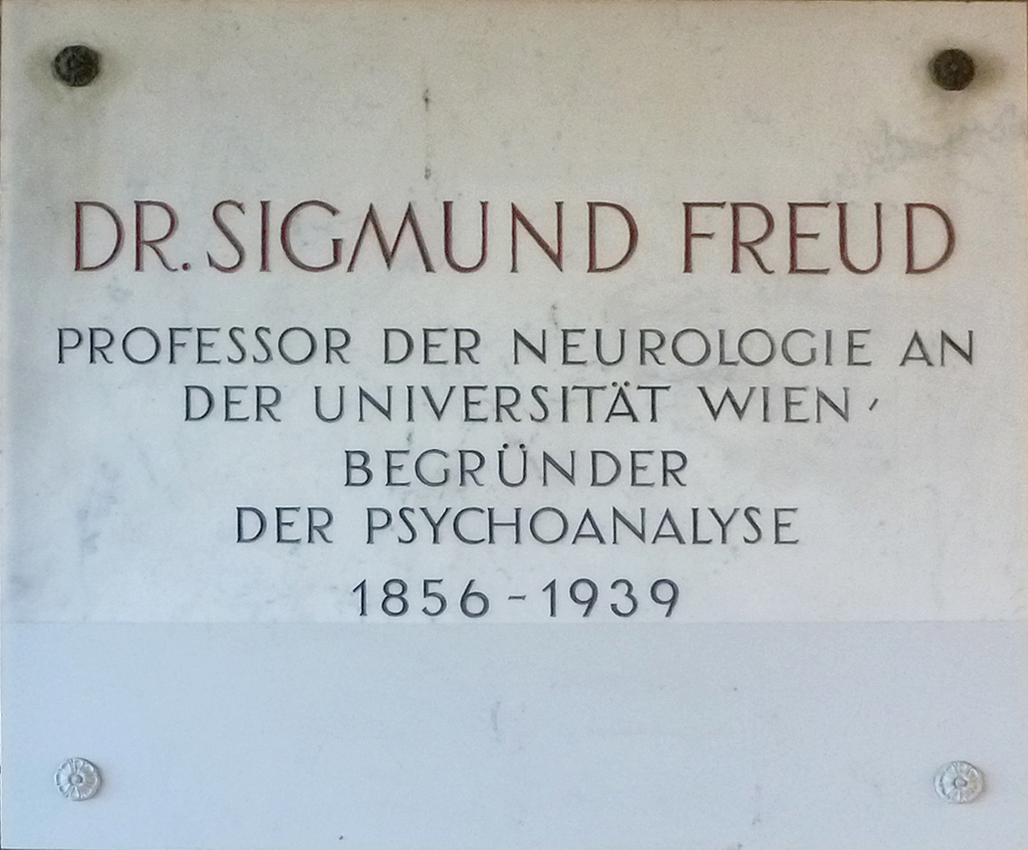 DR. SIGMUND FREUD
PROFESSOR DER NEUROLOGIE AN
DER UNIVERSITÄT WIEN,
BEGRÜNDER
DER PSYCHOANALYSE
1856-1939